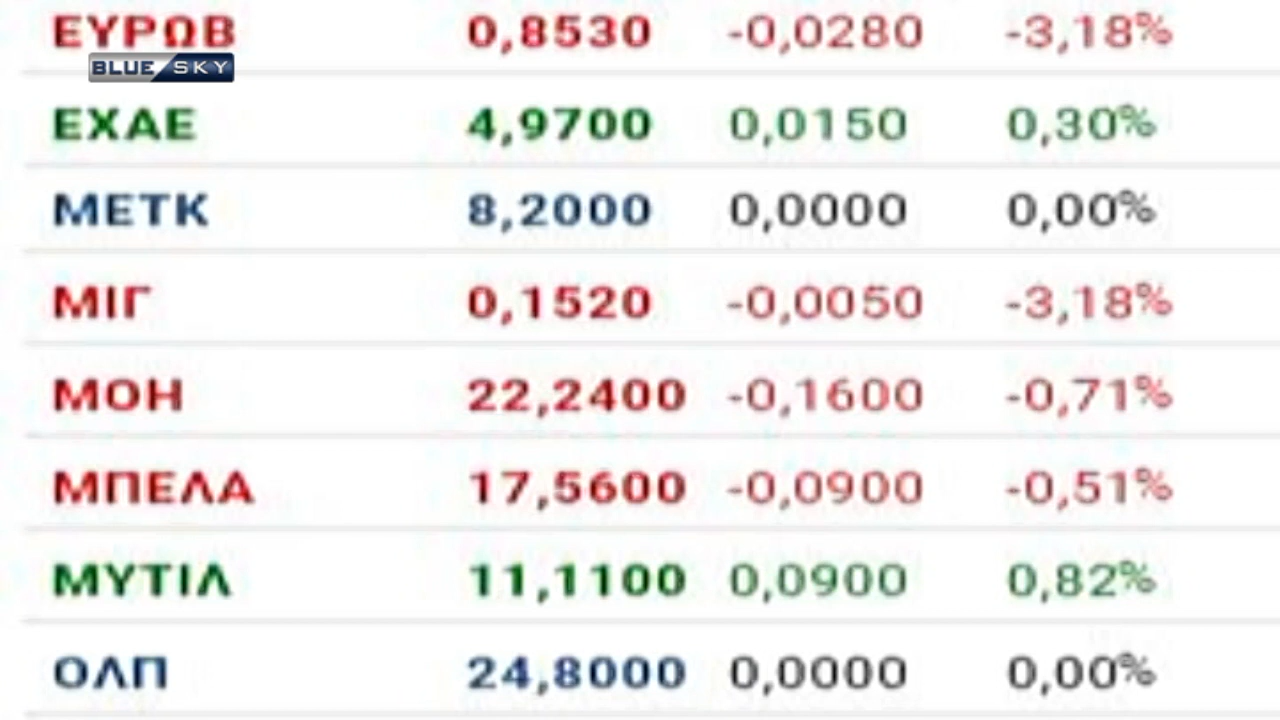 ΕΥΡΩΒ 0,8530 -0,0280 -3,18%
BLUE SKY
ΕΧΑΕ 4,9700 0,0150 0,30%
ΜΕΤΚ 8,2000 0,0000 0,00%
ΜΙΓ 0,1520 -0,0050 -3,18%
ΜΟΗ 22,2400 -0,1600 -0,71%
ΜΠΕΛΑ 17,5600 -0,0900 -0,51%
ΜΥΤΙΛ 11,1100 0,0900 0,82%
ΟΛΠ 24,8000 0,0000 0,00%